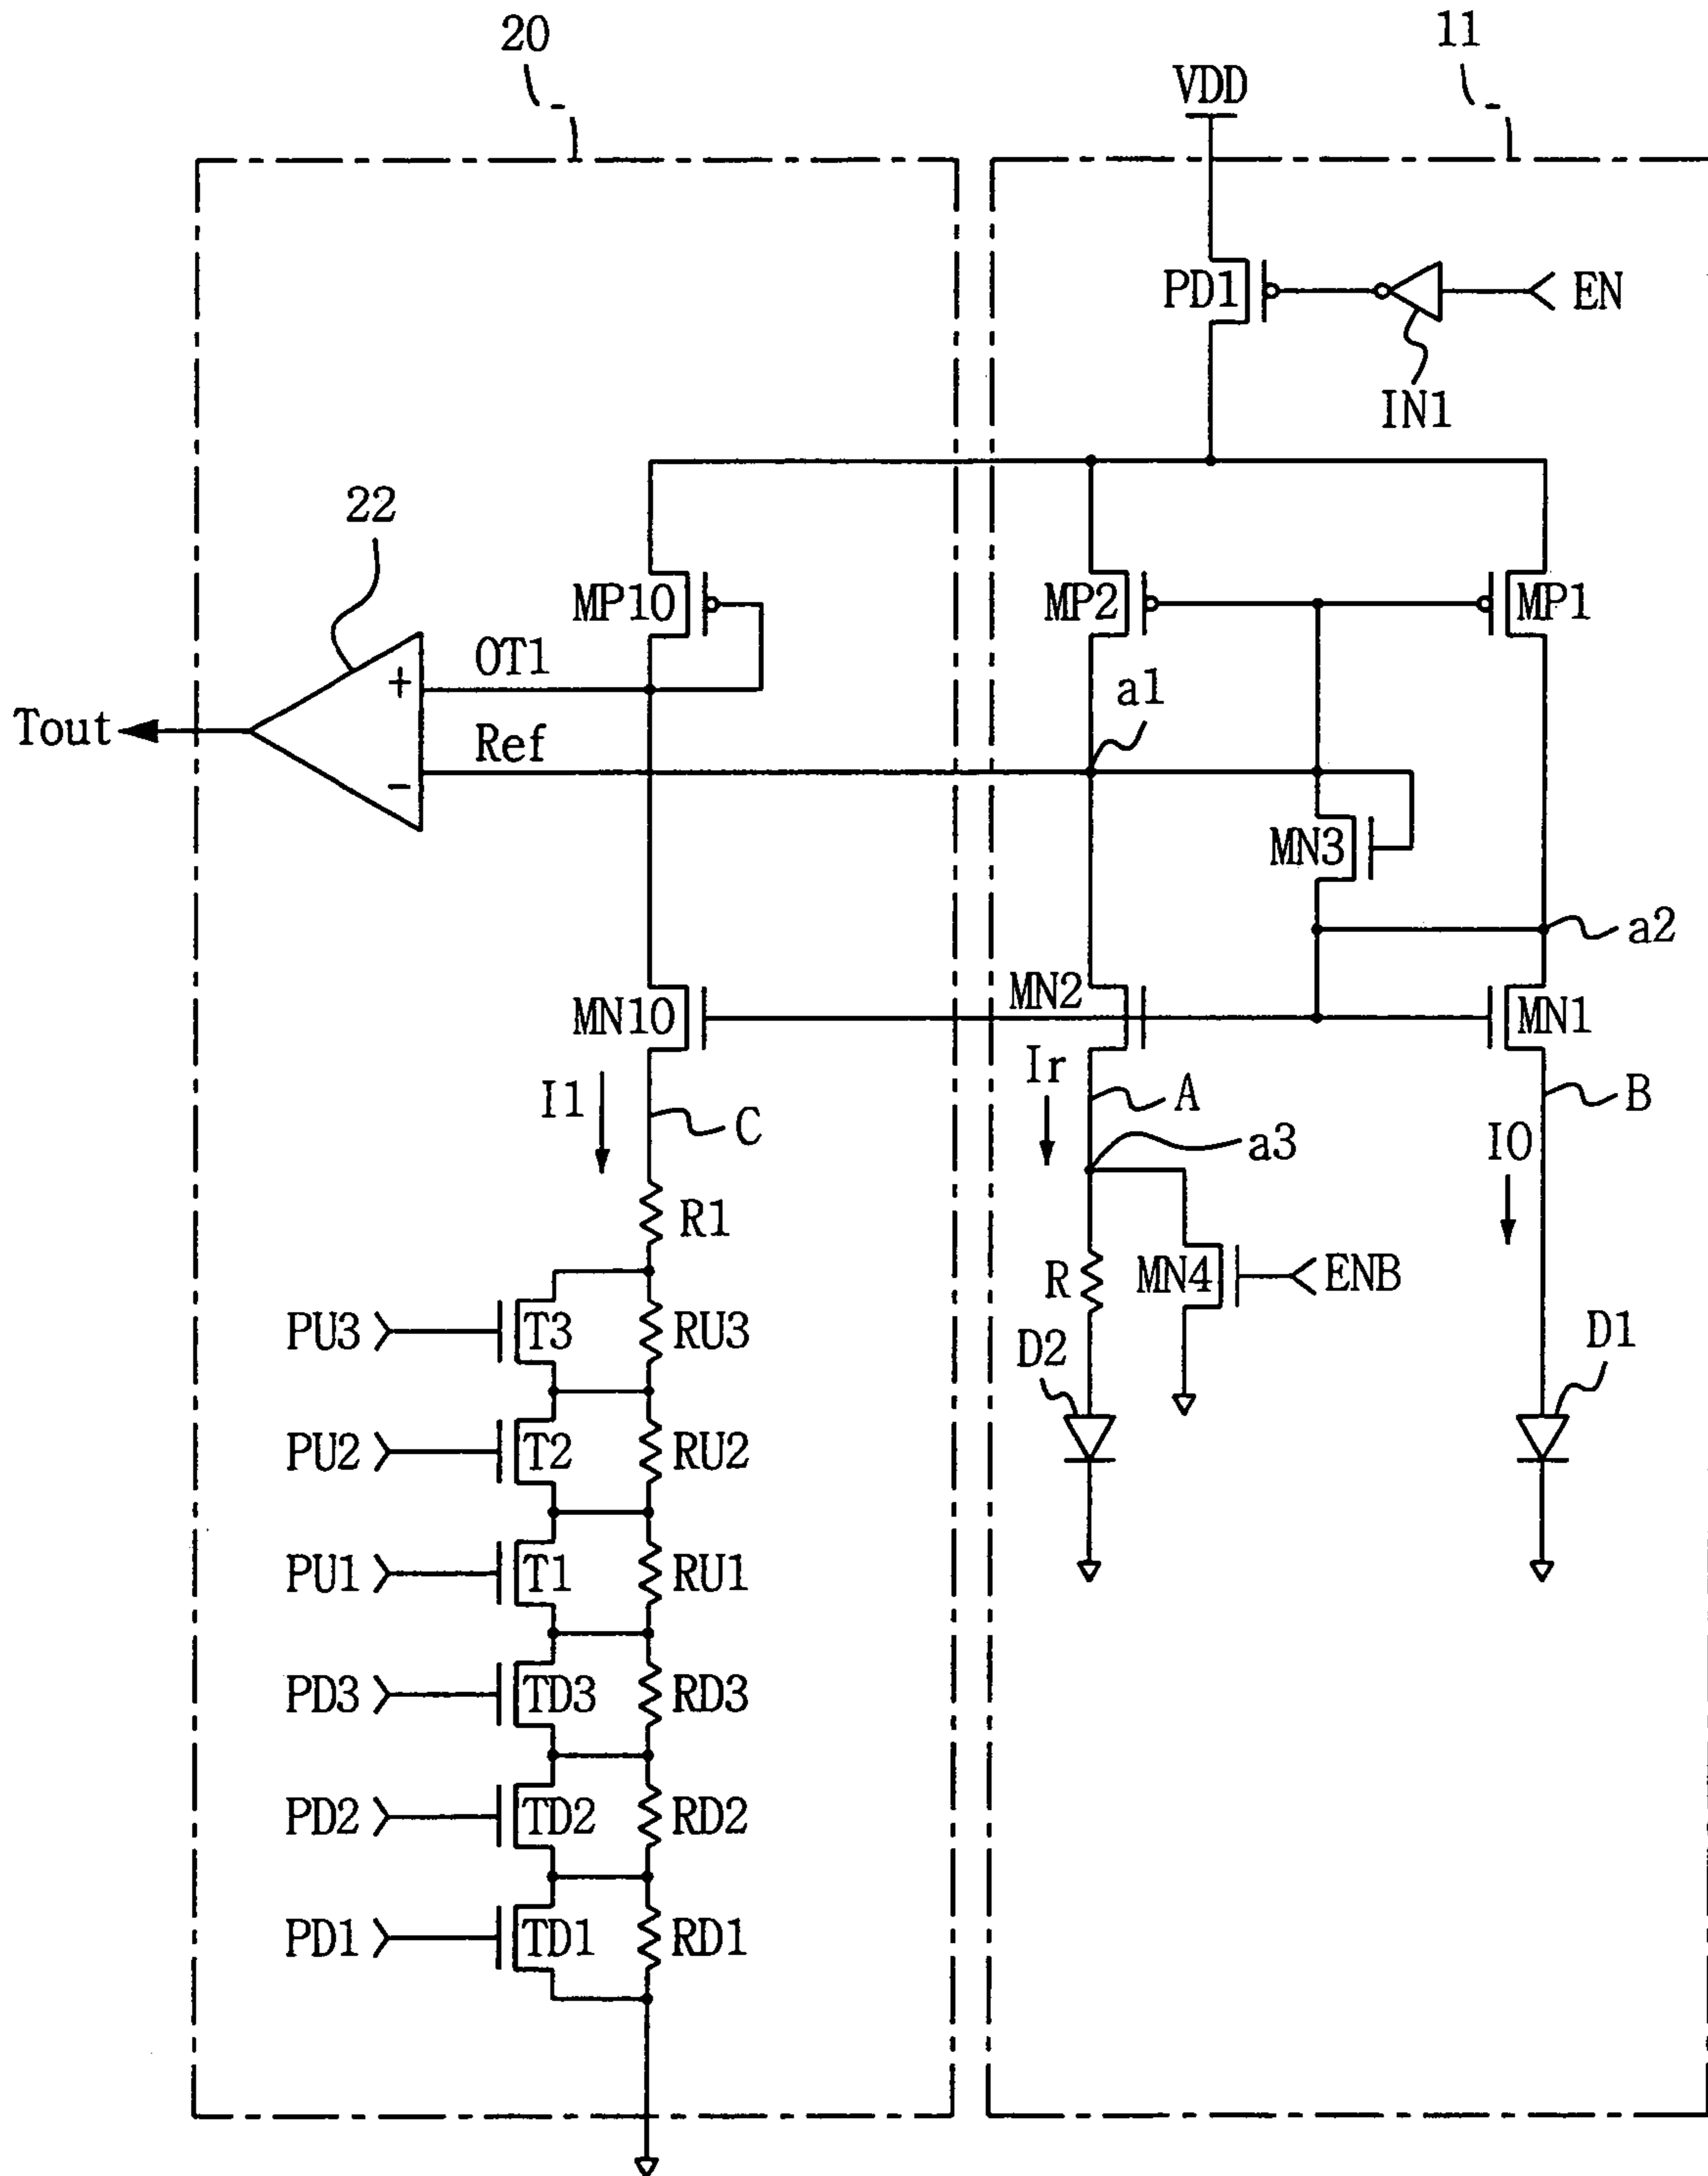 20
11
VDD
PD1
EN
IN1
22
MP10
MP2
MP1
OT1
a1
Tout
Ref
MN3
a2
MN10
MN2
MN1
I1
C
Ir
A
B
a3
I0
R1
R
MN4
ENB
PU3
T3
RU3
D2
D1
PU2
T2
RU2
PU1
T1
RU1
PD3
TD3
RD3
PD2
TD2
RD2
PD1
TD1
RD1
+
-